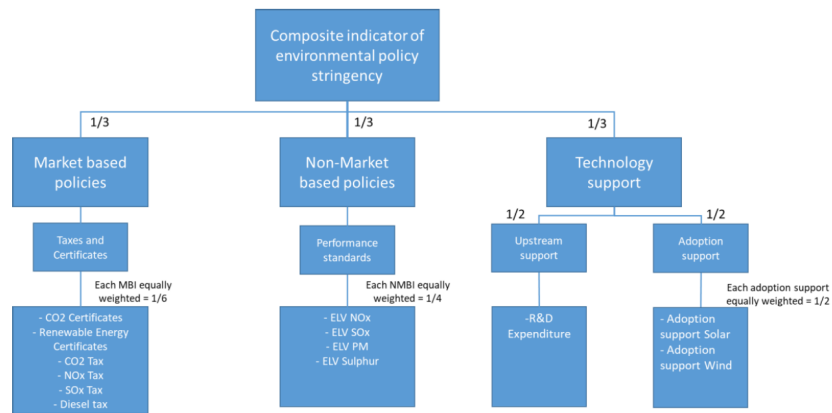 Composite indicator of
environmental policy
stringency
1/3
1/3
1/3
Market based
policies
Non-Market
based policies
Technology
support
1/2
1/2
Taxes and
Certificates
Performance
standards
Upstream
support
Adoption
support
Each MBI equally
weighted = 1/6
Each NMBI equally
weighted = 1/4
Each adoption support
equally weighted = 1/2
- CO2 Certificates
- Renewable Energy
Certificates
- CO2 Tax
- NOx Tax
- SOx Tax
- Diesel tax
- ELV NOx
- ELV SOx
- ELV PM
- ELV Sulphur
-R&D
Expenditure
- Adoption
support Solar
- Adoption
support Wind